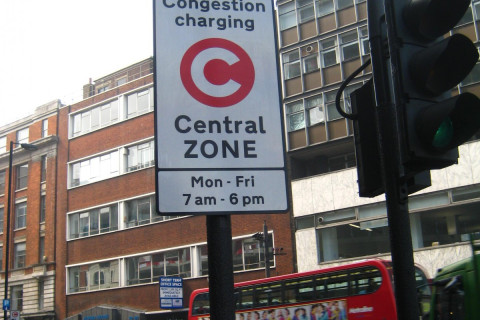 Congestion
charging
C
Central
ZONE
Mon - Fri
7 am - 6 pm